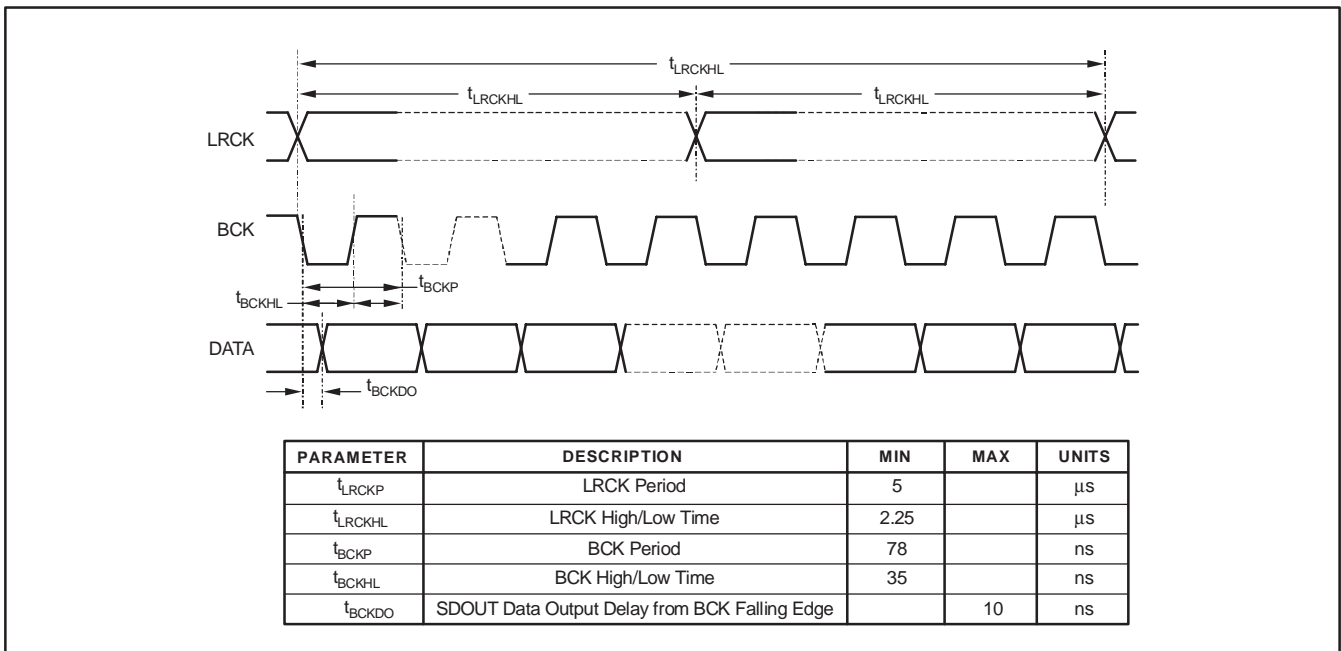 tLRCKHL
tLRCKHL tLRCKHL
LRCK
BCK
tBCKP
tBCKHL
DATA
tBCKDO
PARAMETER DESCRIPTION MIN MAX UNITS
tLRCKP LRCK Period 5 μs
tLRCKHL LRCK High/Low Time 2.25 μs
tBCKP BCK Period 78 ns
tBCKHL BCK High/Low Time 35 ns
tBCKDO SDOUT Data Output Delay from BCK Falling Edge 10 ns